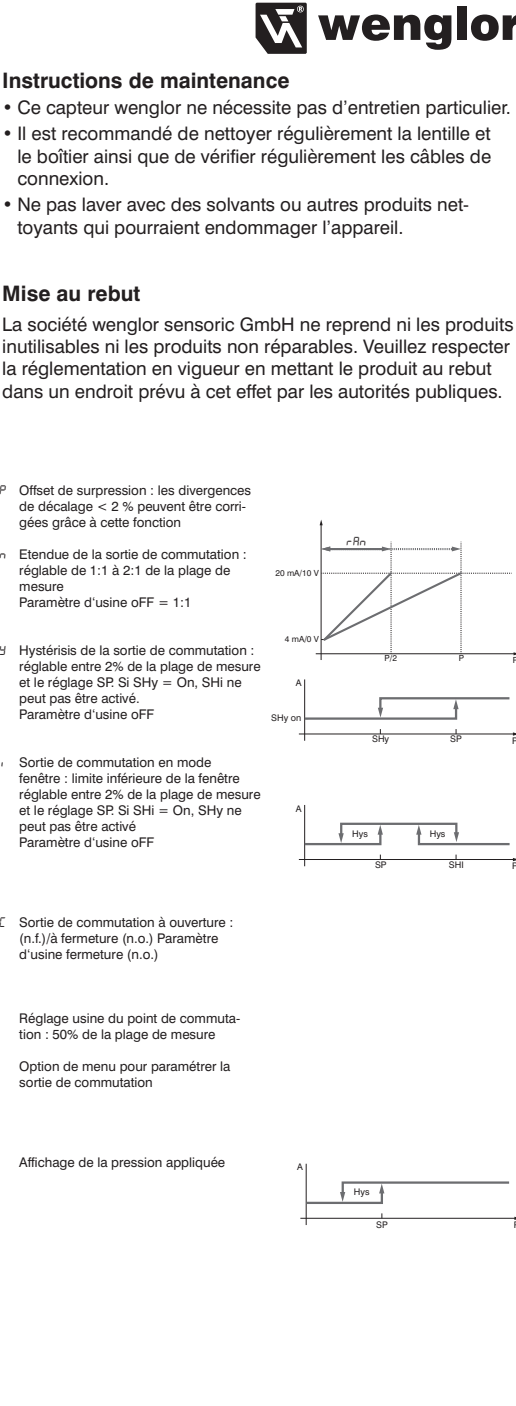 wenglor
Instructions de maintenance
• Ce capteur wenglor ne nécessite pas d’entretien particulier.
• Il est recommandé de nettoyer régulièrement la lentille et
le boîtier ainsi que de vérifier régulièrement les câbles de
connexion.
• Ne pas laver avec des solvants ou autres produits net-
toyants qui pourraient endommager l’appareil.
Mise au rebut
La société wenglor sensoric GmbH ne reprend ni les produits
inutilisables ni les produits non réparables. Veuillez respecter
la réglementation en vigueur en mettant le produit au rebut
dans un endroit prévu à cet effet par les autorités publiques.
Offset de surpression : les divergences
de décalage < 2 % peuvent être corri-
gées grâce à cette fonction
Etendue de la sortie de commutation :
réglable de 1:1 à 2:1 de la plage de
mesure
Paramètre d‘usine oFF = 1:1
rAn
20 mA/10 V
4 mA/0 V
P/2
P
P
Hystérisis de la sortie de commutation :
réglable entre 2% de la plage de mesure
et le réglage SP. Si SHy = On, SHi ne
peut pas être activé.
Paramètre d‘usine oFF
A
SHy on
SHy
SP
P
Sortie de commutation en mode
fenêtre : limite inférieure de la fenêtre
réglable entre 2% de la plage de mesure
et le réglage SP. Si SHi = On, SHy ne
peut pas être activé
Paramètre d‘usine oFF
A
Hys
Hys
SP
SHI
P
Sortie de commutation à ouverture :
(n.f.)/à fermeture (n.o.) Paramètre
d‘usine fermeture (n.o.)
Réglage usine du point de commuta-
tion : 50% de la plage de mesure
Option de menu pour paramétrer la
sortie de commutation
Affichage de la pression appliquée
A
Hys
SP
P